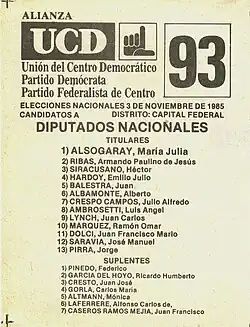 ALIANZA
UCD
93
Unión del Centro Democrático
Partido Demócrata
Partido Federalista de Centro
ELECCIONES NACIONALES 3 DE NOVIEMBRE DE 1985
CANDIDATOS A DISTRITO: CAPITAL FEDERAL
DIPUTADOS NACIONALES
TITULARES
1) ALSOGARAY, María Julia
2) RIBAS, Armando Paulino de Jesús
3) SIRACUSANO, Héctor
4) HARDOY, Emilio Julio
5) BALESTRA, Juan
6) ALBAMONTE, Alberto
7) CRESPO CAMPOS, Julio Alfredo
8) AMBROSETTI, Luis Angel
9) LYNCH, Juan Carlos
10) MARQUEZ, Ramón Omar
11) DOLCI, Juan Francisco Mario
12) SARAVIA, José Manuel
13) PIRRA, Jorge
SUPLENTES
1) PINEDO, Federico
2) GARCIA DEL HOYO, Ricardo Humberto
3) CRESTO, Juan José
4) GORLA, Carlos María
5) ALTMANN, Mónica
6) LAFERRERE, Alfonso Carlos de,
7) CASEROS RAMOS MEJIA, Juan Francisco